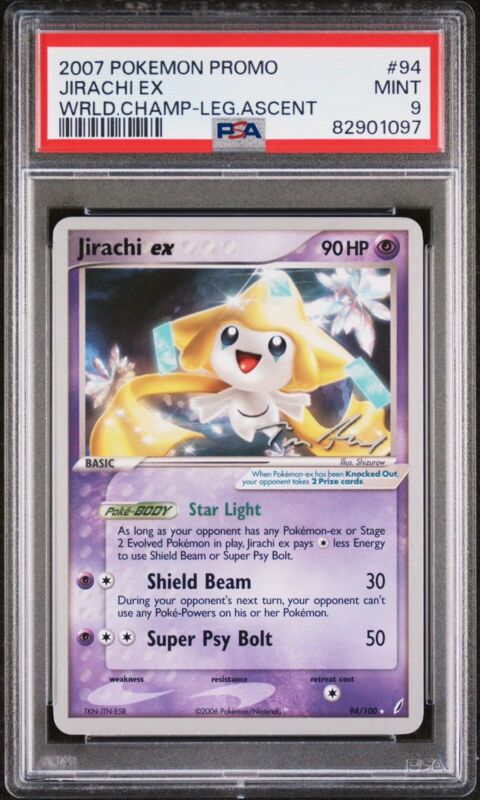 2007 POKEMON PROMO #94
JIRACHI EX MINT
WRLD.CHAMP-LEG.ASCENT 9
PSA 82901097
Jirachi ex 90 HP
BASIC
Illus. Shizurow
When Pokémon-ex has been Knocked Out,
your opponent takes 2 Prize cards.
Poké-BODY Star Light
As long as your opponent has any Pokémon-ex or Stage
2 Evolved Pokémon in play, Jirachi ex pays less Energy
to use Shield Beam or Super Psy Bolt.
Shield Beam 30
During your opponent's next turn, your opponent can't
use any Poké-Powers on his or her Pokémon.
Super Psy Bolt 50
weakness resistance retreat cost
TKN-JTN-ESR ©2006 Pokémon/Nintendo 94/100
PSA